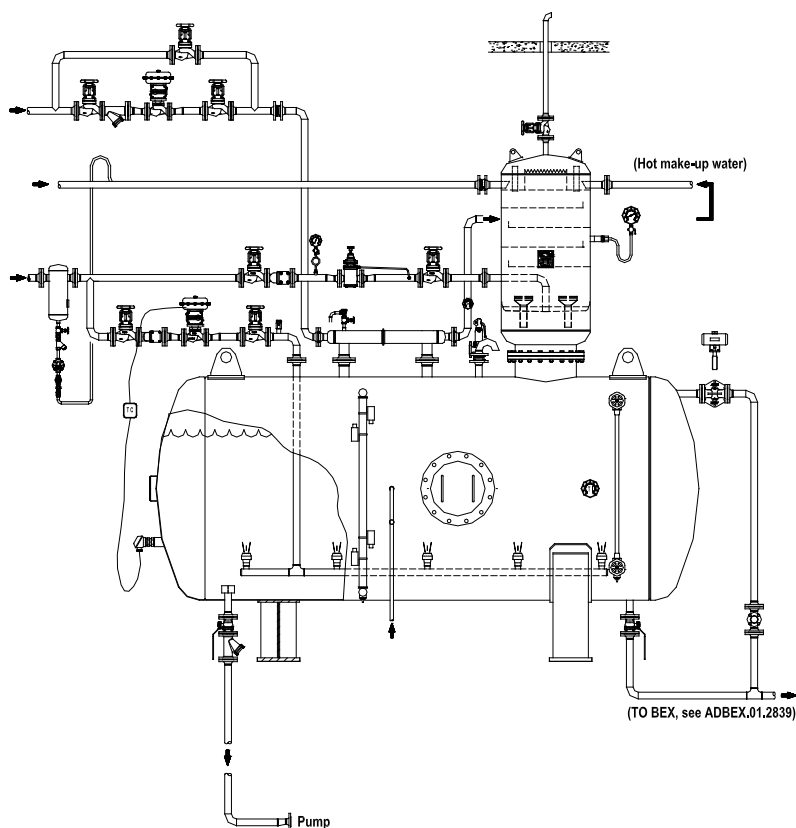 (Hot make-up water)
TC
(TO BEX, see ADBEX.01.2839)
Pump